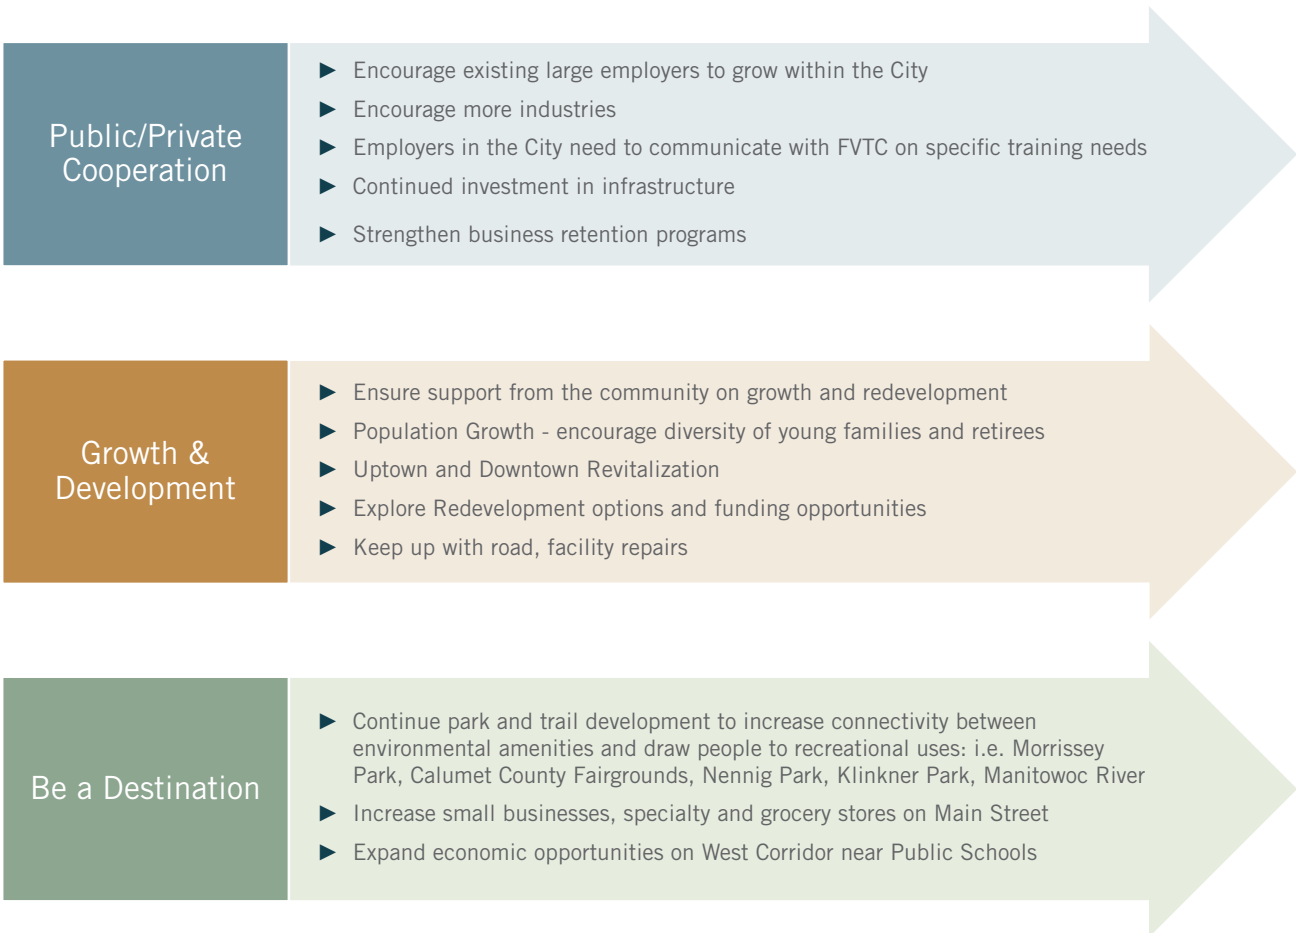 Public/Private
Cooperation
► Encourage existing large employers to grow within the City
► Encourage more industries
► Employers in the City need to communicate with FVTC on specific training needs
► Continued investment in infrastructure
► Strengthen business retention programs
Growth &
Development
► Ensure support from the community on growth and redevelopment
► Population Growth - encourage diversity of young families and retirees
► Uptown and Downtown Revitalization
► Explore Redevelopment options and funding opportunities
► Keep up with road, facility repairs
Be a Destination
► Continue park and trail development to increase connectivity between
environmental amenities and draw people to recreational uses: i.e. Morrissey
Park, Calumet County Fairgrounds, Nennig Park, Klinkner Park, Manitowoc River
► Increase small businesses, specialty and grocery stores on Main Street
► Expand economic opportunities on West Corridor near Public Schools